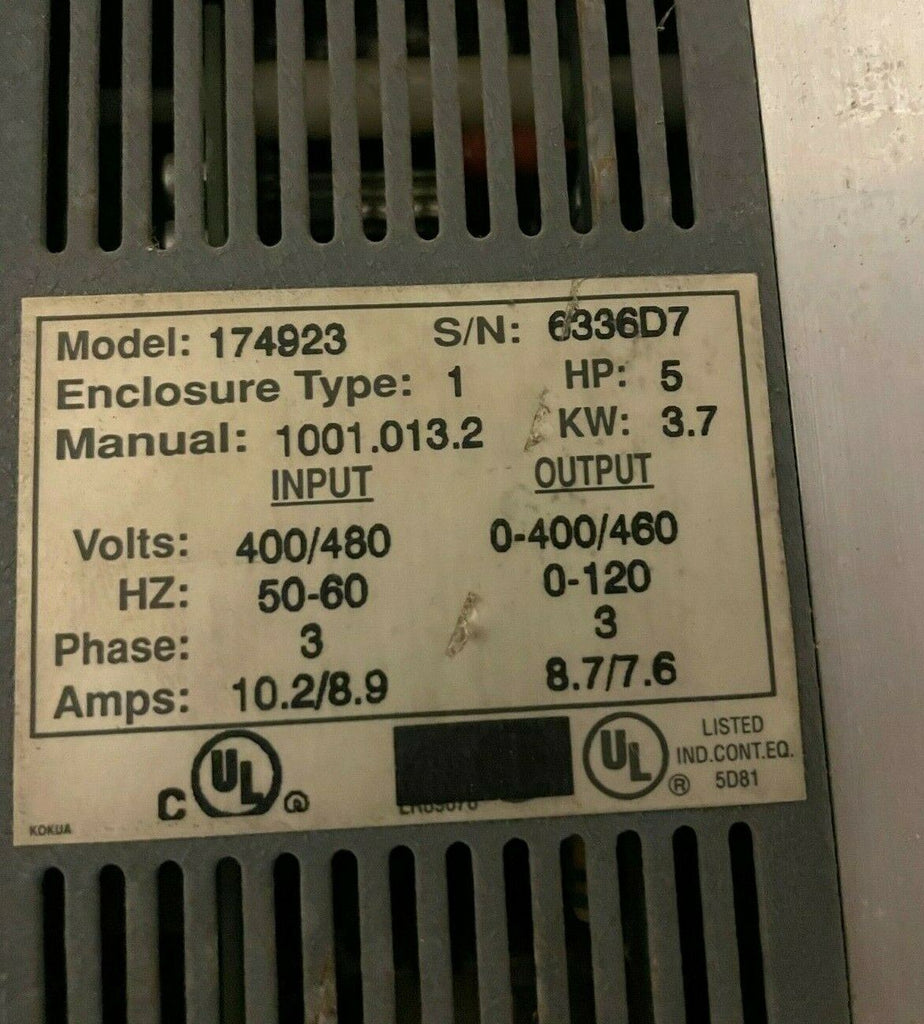 Model: 174923 S/N: 6336D7
Enclosure Type: 1 HP: 5
Manual: 1001.013.2 KW: 3.7
INPUT OUTPUT
Volts: 400/480 0-400/460
HZ: 50-60 0-120
Phase: 3 3
Amps: 10.2/8.9 8.7/7.6
C UL ® UL ® LISTED
IND.CONT.EQ.
5D81
KOKUA